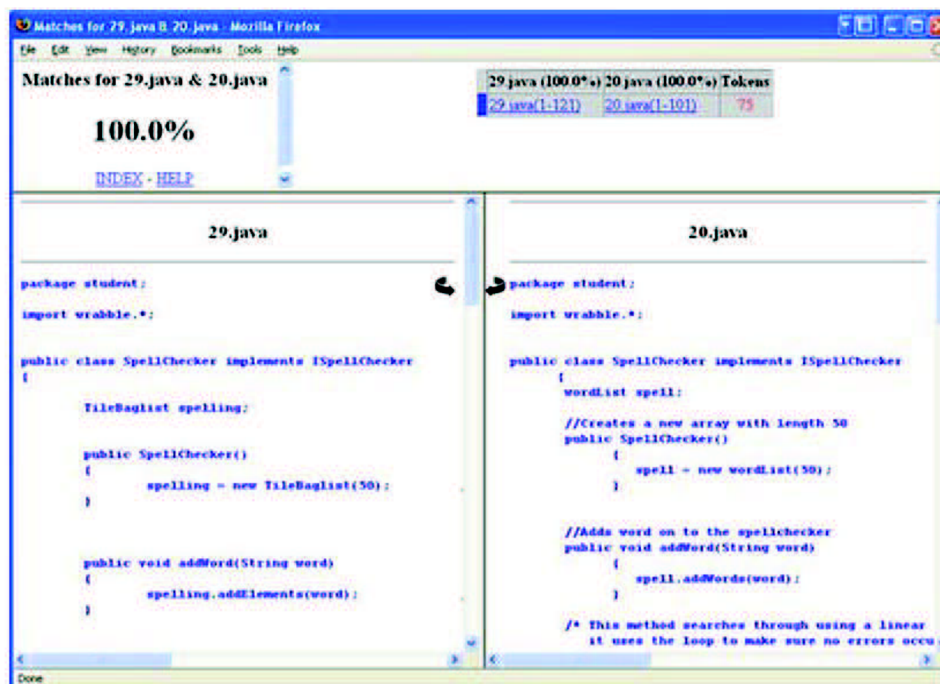 Matches for 29.java & 20.java - Mozilla Firefox
File Edit View History Bookmarks Tools Help
Matches for 29.java & 20.java
100.0%
INDEX - HELP
29.java (100.0%) 20.java (100.0%) Tokens
29.java(1-121) 20.java(1-101) 75
29.java
package student;
import wrabble.*;
public class SpellChecker implements ISpellChecker
{
TileBaglist spelling;
public SpellChecker()
{
spelling = new TileBaglist(50);
}
public void addWord(String word)
{
spelling.addElements(word);
}
20.java
package student;
import wrabble.*;
public class SpellChecker implements ISpellChecker
{
wordList spell;
//Creates a new array with length 50
public SpellChecker()
{
spell = new wordList(50);
}
//Adds word on to the spellchecker
public void addWord(String word)
{
spell.addWords(word);
}
/* This method searches through using a linear
it uses the loop to make sure no errors occu
Done